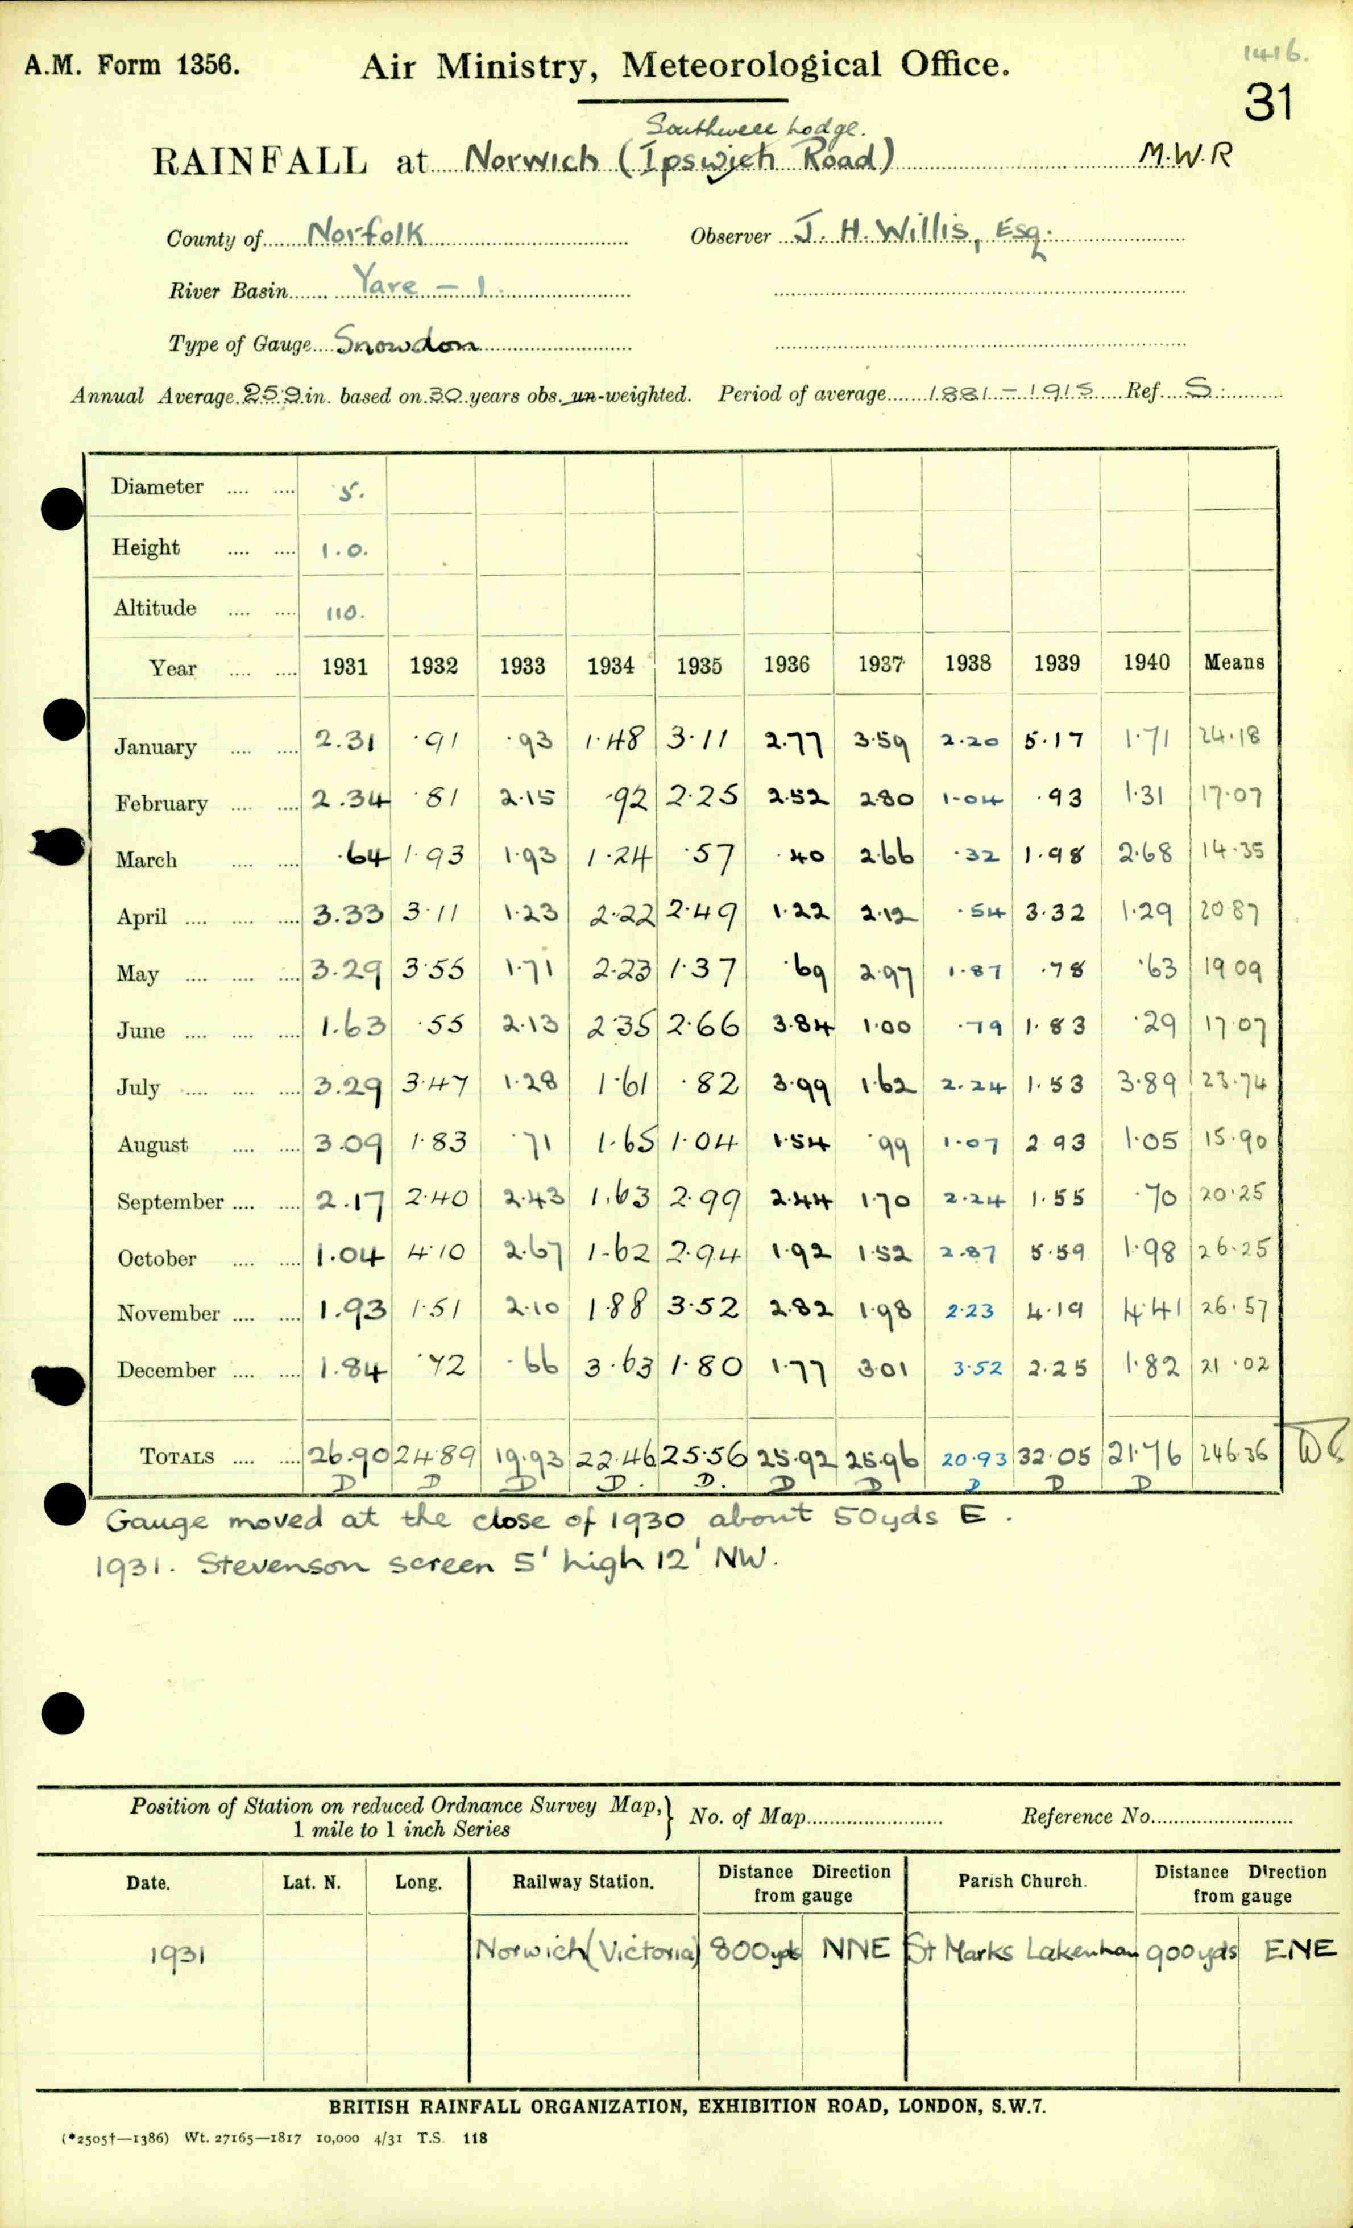 1416.
A.M. Form 1356. Air Ministry, Meteorological Office.
31
Southwell Lodge.
RAINFALL at Norwich (Ipswich Road) M.W.R
County of Norfolk Observer J. H. Willis, Esq.
River Basin Yare - 1.
Type of Gauge Snowdon
Annual Average 25.9 in. based on 30 years obs. un-weighted. Period of average 1881 - 1915 Ref. S.
Diameter 5.
Height 1.0.
Altitude 110.
Year 1931 1932 1933 1934 1935 1936 1937 1938 1939 1940 Means
January 2.31 .91 .93 1.48 3.11 2.77 3.59 2.20 5.17 1.71 24.18
February 2.34 .81 2.15 .92 2.25 2.52 2.80 1.04 .93 1.31 17.07
March .64 1.93 1.93 1.24 .57 .40 2.66 .32 1.98 2.68 14.35
April 3.33 3.11 1.23 2.22 2.49 1.22 2.12 .54 3.32 1.29 20.87
May 3.29 3.55 1.71 2.23 1.37 .69 2.97 1.87 .78 .63 19.09
June 1.63 .55 2.13 2.35 2.66 3.84 1.00 .79 1.83 .29 17.07
July 3.29 3.47 1.28 1.61 .82 3.99 1.62 2.24 1.53 3.89 23.74
August 3.09 1.83 .71 1.65 1.04 1.54 .99 1.07 2.93 1.05 15.90
September 2.17 2.40 2.43 1.63 2.99 2.44 1.70 2.24 1.55 .70 20.25
October 1.04 4.10 2.67 1.62 2.94 1.92 1.52 2.87 5.59 1.98 26.25
November 1.93 1.51 2.10 1.88 3.52 2.82 1.98 2.23 4.19 4.41 26.57
December 1.84 .72 .66 3.63 1.80 1.77 3.01 3.52 2.25 1.82 21.02
TOTALS 26.90 24.89 19.93 22.46 25.56 25.92 25.96 20.93 32.05 21.76 246.36
D D D D. D. D D D D D
Gauge moved at the close of 1930 about 50yds E.
1931. Stevenson screen 5' high 12' NW.
Position of Station on reduced Ordnance Survey Map,} No. of Map Reference No.
1 mile to 1 inch Series
Date. Lat. N. Long. Railway Station. Distance Direction from gauge Parish Church. Distance Direction from gauge
1931 Norwich (Victoria) 800yds NNE St Marks Lakenham 900yds ENE
BRITISH RAINFALL ORGANIZATION, EXHIBITION ROAD, LONDON, S.W.7.
(*2505†—1386) Wt. 27165—1817 10,000 4/31 T.S. 118